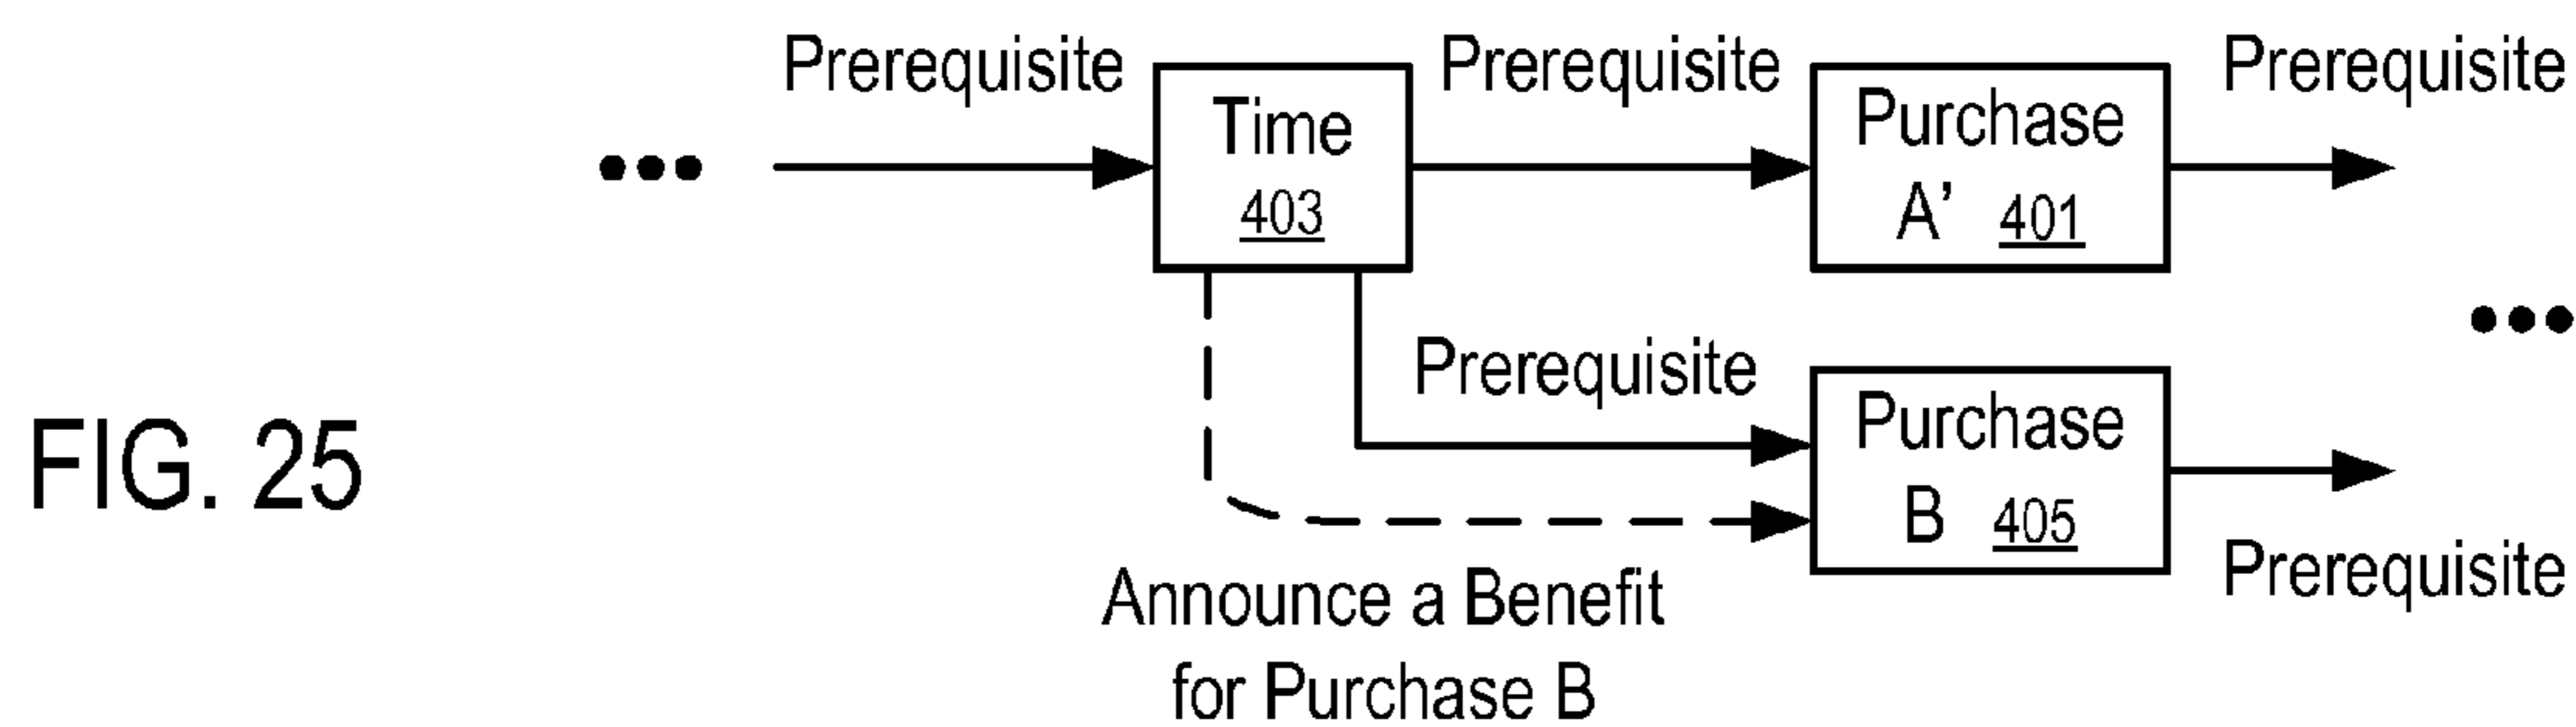 Prerequisite
Prerequisite
Prerequisite
Time
403
Purchase
A’ 401
Prerequisite
Purchase
B 405
Prerequisite
Announce a Benefit
for Purchase B
FIG. 25